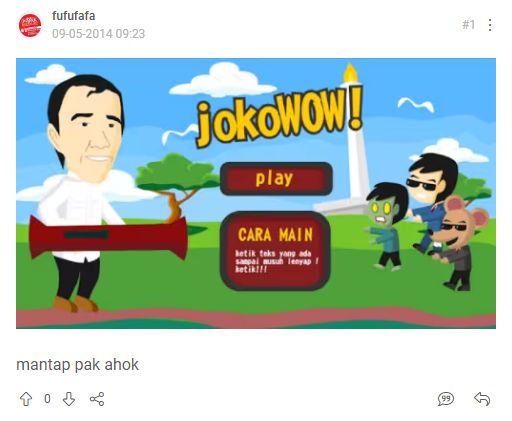 fufufafa
09-05-2014 09:23
#1
jokoWOW!
play
CARA MAIN
ketik teks yang ada
sampai musuh lenyap !
ketik!!!
mantap pak ahok
0
99